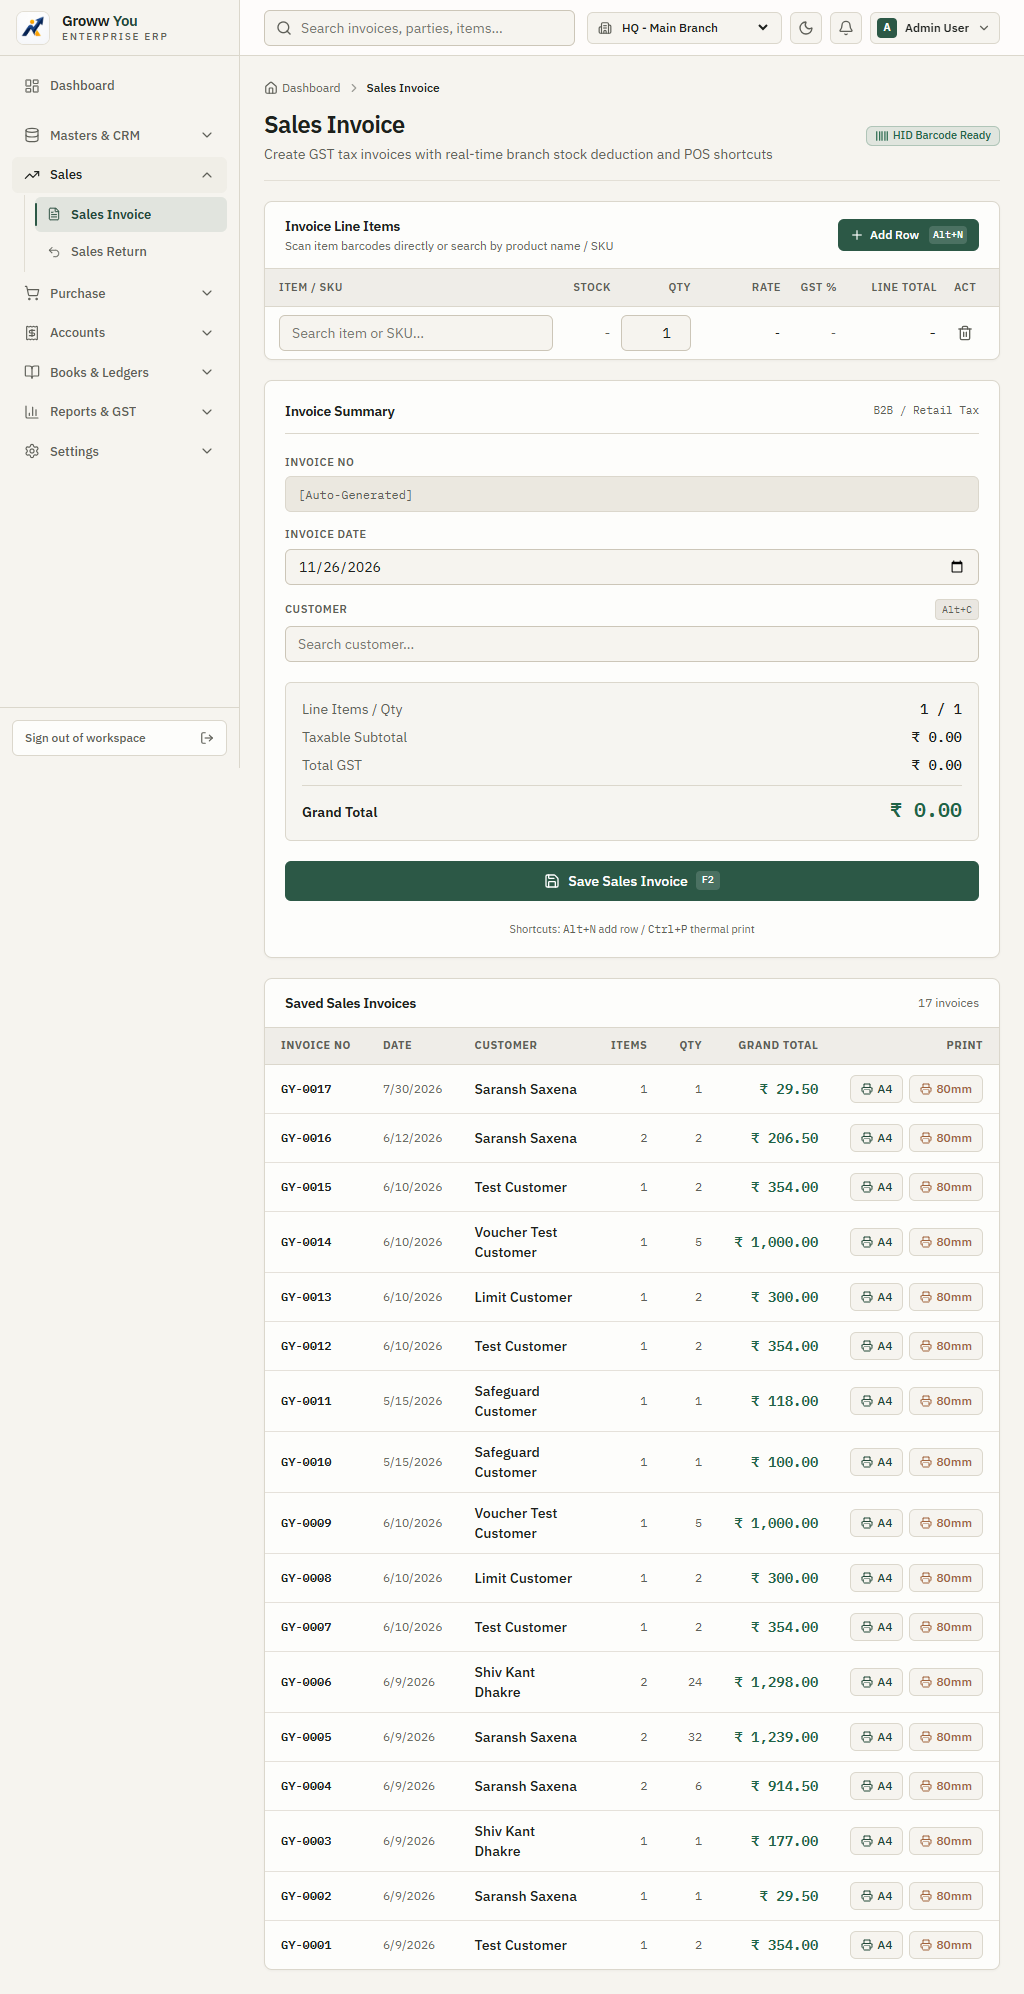 Groww You
ENTERPRISE ERP
Search invoices, parties, items...
HQ - Main Branch
A
Admin User
Dashboard
Masters & CRM
Sales
Sales Invoice
Sales Return
Purchase
Accounts
Books & Ledgers
Reports & GST
Settings
Sign out of workspace
Dashboard > Sales Invoice
Sales Invoice
Create GST tax invoices with real-time branch stock deduction and POS shortcuts
HID Barcode Ready
Invoice Line Items
Scan item barcodes directly or search by product name / SKU
Add Row Alt+N
ITEM / SKU STOCK QTY RATE GST % LINE TOTAL ACT
Search item or SKU... - 1 - - -
Invoice Summary
B2B / Retail Tax
INVOICE NO
[Auto-Generated]
INVOICE DATE
11/26/2026
CUSTOMER Alt+C
Search customer...
Line Items / Qty 1 / 1
Taxable Subtotal ₹ 0.00
Total GST ₹ 0.00
Grand Total ₹ 0.00
Save Sales Invoice F2
Shortcuts: Alt+N add row / Ctrl+P thermal print
Saved Sales Invoices 17 invoices
INVOICE NO DATE CUSTOMER ITEMS QTY GRAND TOTAL PRINT
GY-0017 7/30/2026 Saransh Saxena 1 1 ₹ 29.50 A4 80mm
GY-0016 6/12/2026 Saransh Saxena 2 2 ₹ 206.50 A4 80mm
GY-0015 6/10/2026 Test Customer 1 2 ₹ 354.00 A4 80mm
GY-0014 6/10/2026 Voucher Test Customer 1 5 ₹ 1,000.00 A4 80mm
GY-0013 6/10/2026 Limit Customer 1 2 ₹ 300.00 A4 80mm
GY-0012 6/10/2026 Test Customer 1 2 ₹ 354.00 A4 80mm
GY-0011 5/15/2026 Safeguard Customer 1 1 ₹ 118.00 A4 80mm
GY-0010 5/15/2026 Safeguard Customer 1 1 ₹ 100.00 A4 80mm
GY-0009 6/10/2026 Voucher Test Customer 1 5 ₹ 1,000.00 A4 80mm
GY-0008 6/10/2026 Limit Customer 1 2 ₹ 300.00 A4 80mm
GY-0007 6/10/2026 Test Customer 1 2 ₹ 354.00 A4 80mm
GY-0006 6/9/2026 Shiv Kant Dhakre 2 24 ₹ 1,298.00 A4 80mm
GY-0005 6/9/2026 Saransh Saxena 2 32 ₹ 1,239.00 A4 80mm
GY-0004 6/9/2026 Saransh Saxena 2 6 ₹ 914.50 A4 80mm
GY-0003 6/9/2026 Shiv Kant Dhakre 1 1 ₹ 177.00 A4 80mm
GY-0002 6/9/2026 Saransh Saxena 1 1 ₹ 29.50 A4 80mm
GY-0001 6/9/2026 Test Customer 1 2 ₹ 354.00 A4 80mm